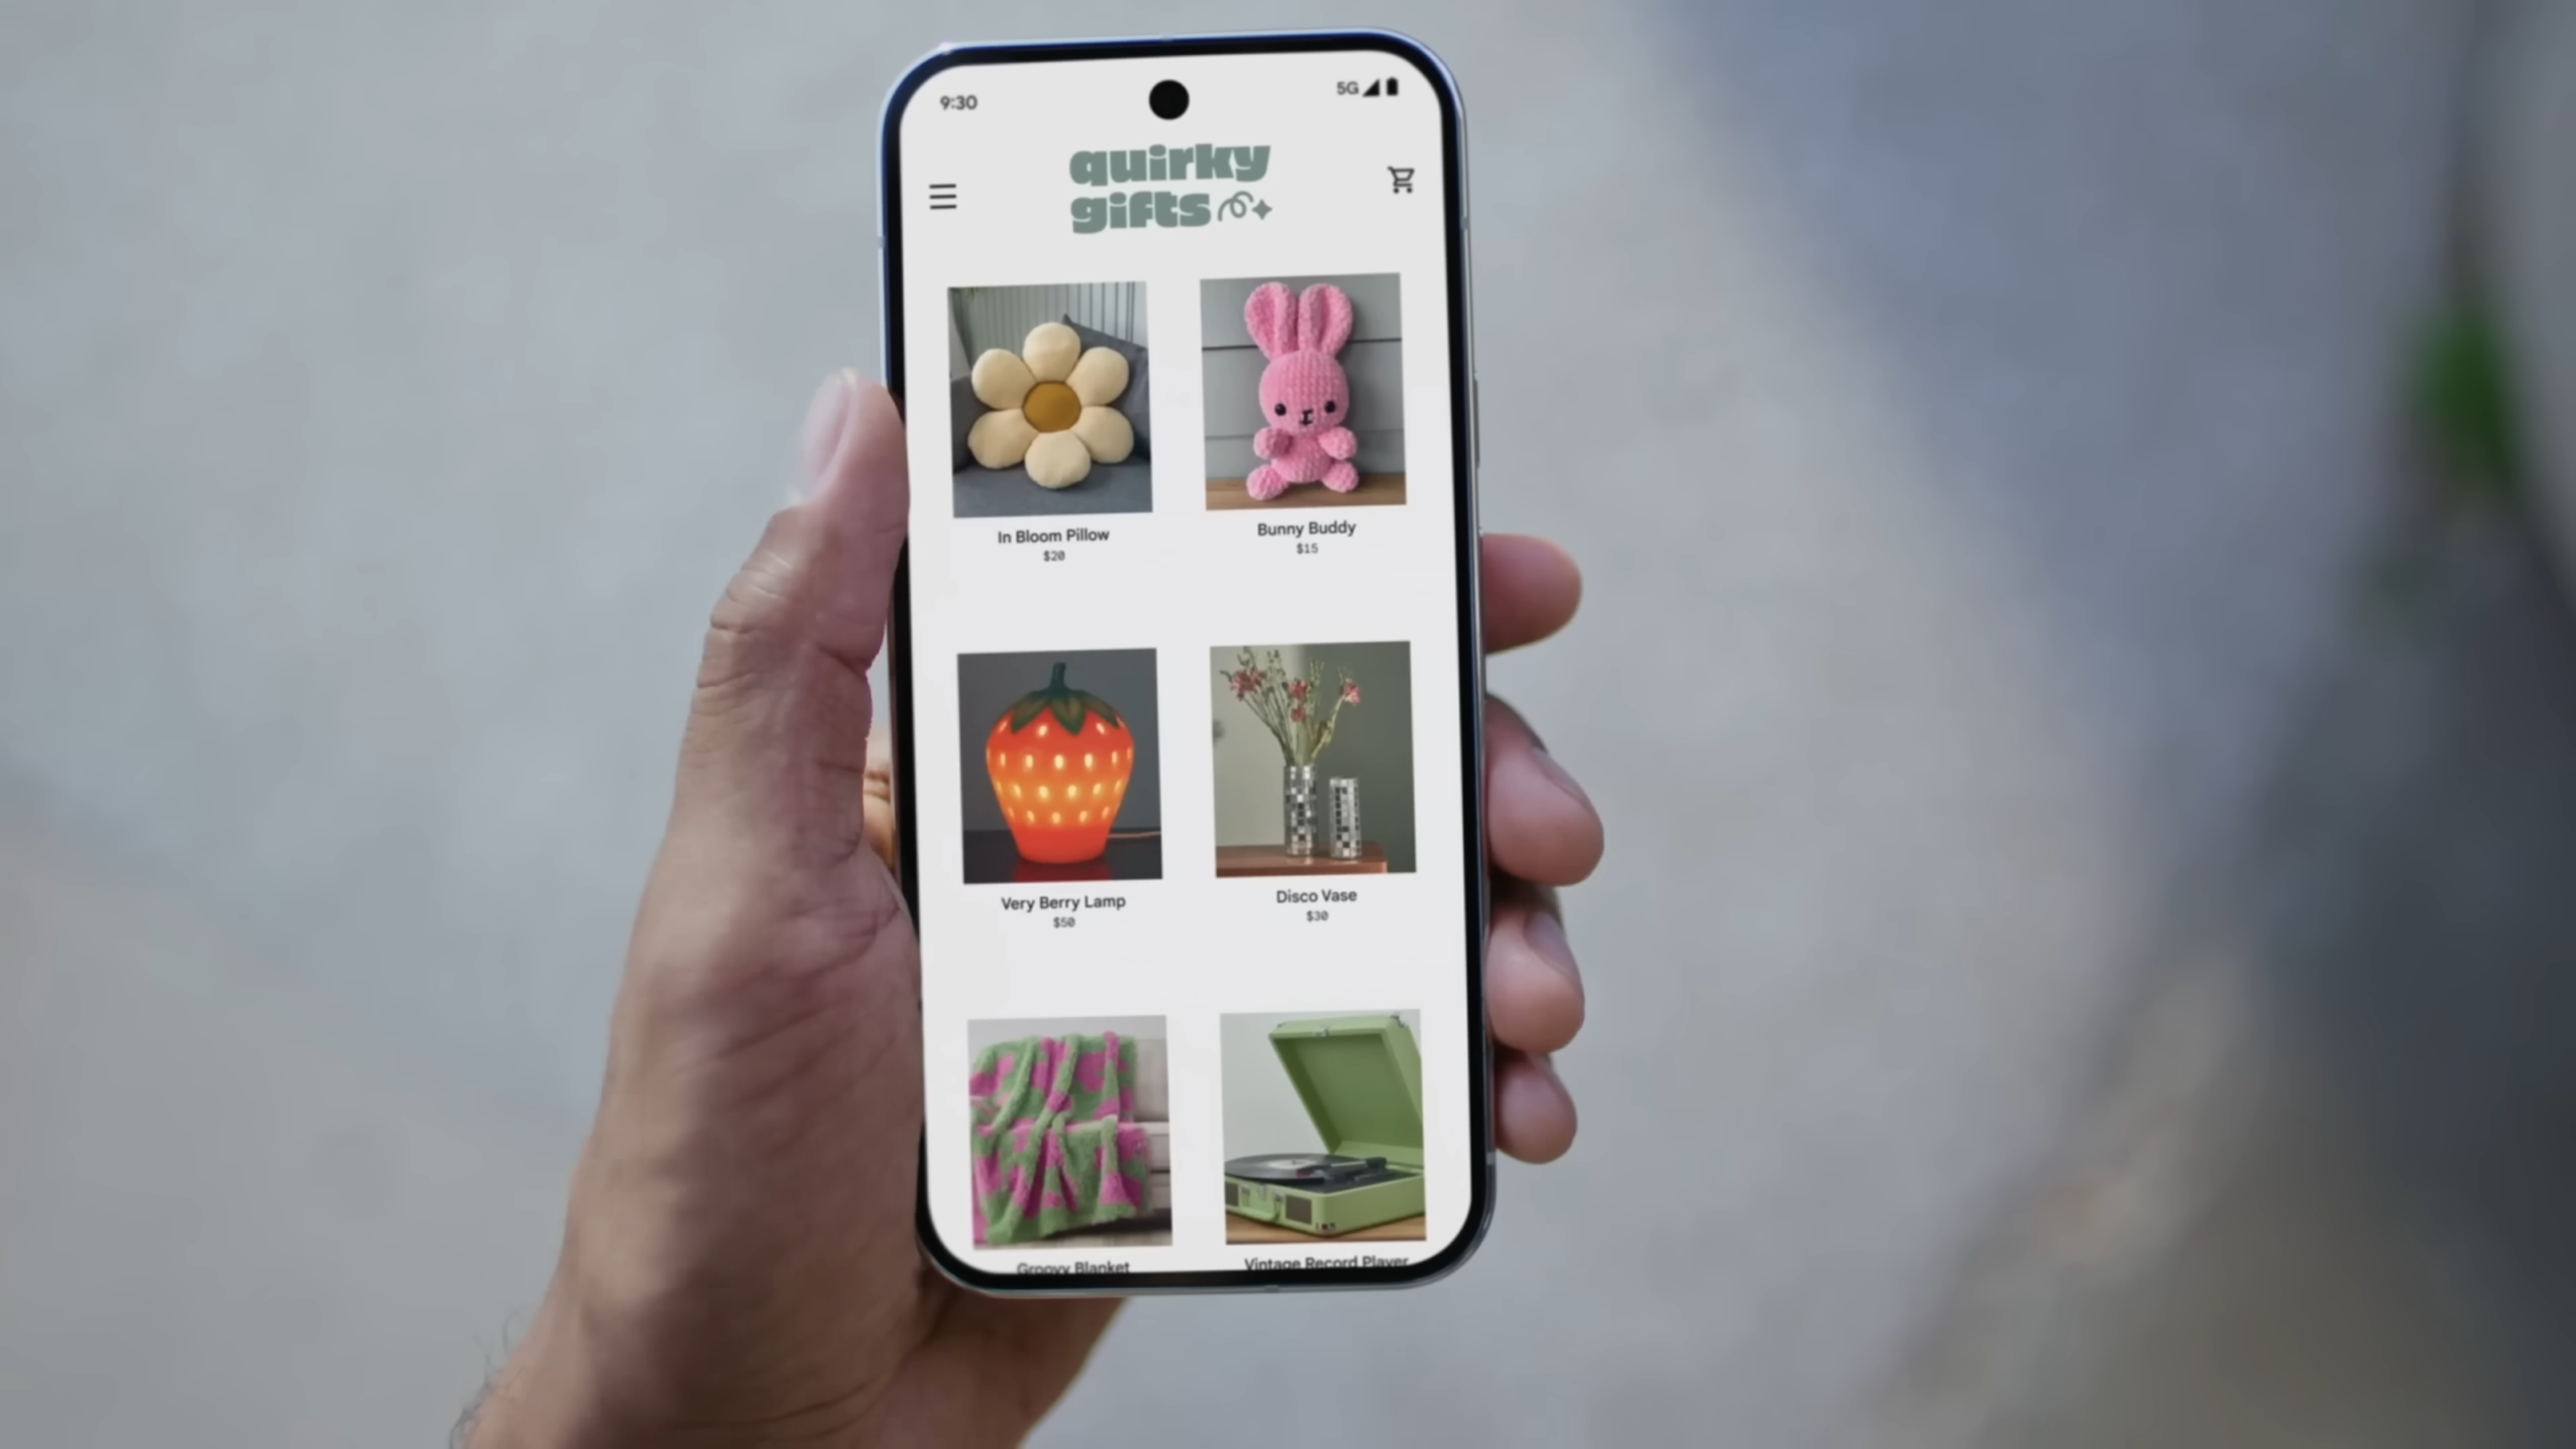 9:30
5G
quirky
gifts
In Bloom Pillow
$20
Bunny Buddy
$15
Very Berry Lamp
$50
Disco Vase
$30
Groovy Blanket
Vintage Record Player